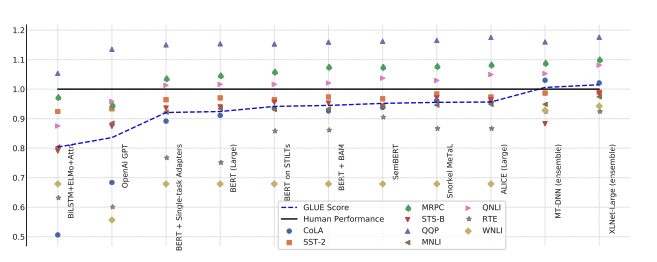 1.2
1.1
1.0
0.9
0.8
0.7
0.6
0.5
BiLSTM+ELMo+Attn
OpenAI GPT
BERT + Single-task Adapters
BERT (Large)
BERT on STILTs
BERT + BAM
SemBERT
Snorkel MeTaL
ALICE (Large)
MT-DNN (ensemble)
XLNet-Large (ensemble)
GLUE Score
Human Performance
CoLA
SST-2
MRPC
STS-B
QQP
MNLI
QNLI
RTE
WNLI